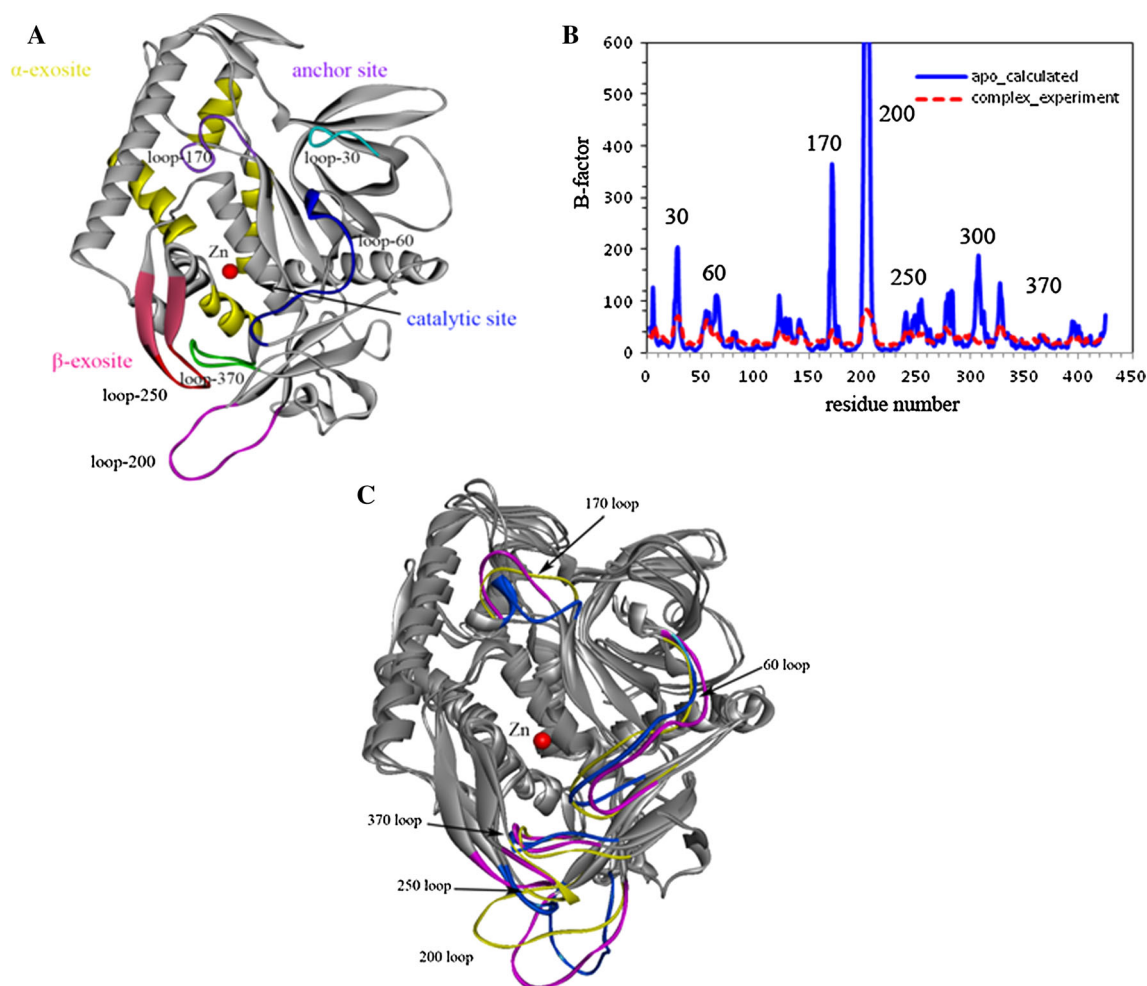 A
α-exosite
anchor site
loop-170
loop-30
loop-60
Zn
catalytic site
β-exosite
loop-370
loop-250
loop-200
B
600
500
400
300
200
100
0
B-factor
apo_calculated
complex_experiment
30
60
170
200
250
300
370
0 50 100 150 200 250 300 350 400 450
residue number
C
170 loop
60 loop
Zn
370 loop
250 loop
200 loop